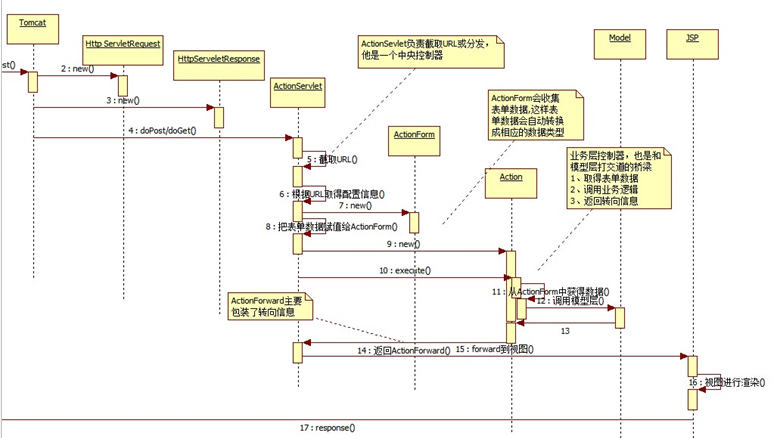 Tomcat
Http ServletRequest
HttpServeletResponse
ActionServlet
ActionSevlet负责截取URL或分发，
他是一个中央控制器
ActionForm
ActionForm会收集
表单数据,这样表
单数据会自动转换
成相应的数据类型
Action
Model
JSP
业务层控制器，也是和
模型层打交道的桥梁
1、取得表单数据
2、调用业务逻辑
3、返回转向信息
st()
2 : new()
3 : new()
4 : doPost/doGet()
5 : 截取URL()
6 : 根据URL取得配置信息()
7 : new()
8 : 把表单数据赋值给ActionForm()
9 : new()
10 : execute()
11 : 从ActionForm中获得数据()
12 : 调用模型层()
13
ActionForward主要
包装了转向信息
14 : 返回ActionForward()
15 : forward到视图()
16 : 视图进行渲染()
17 : response()